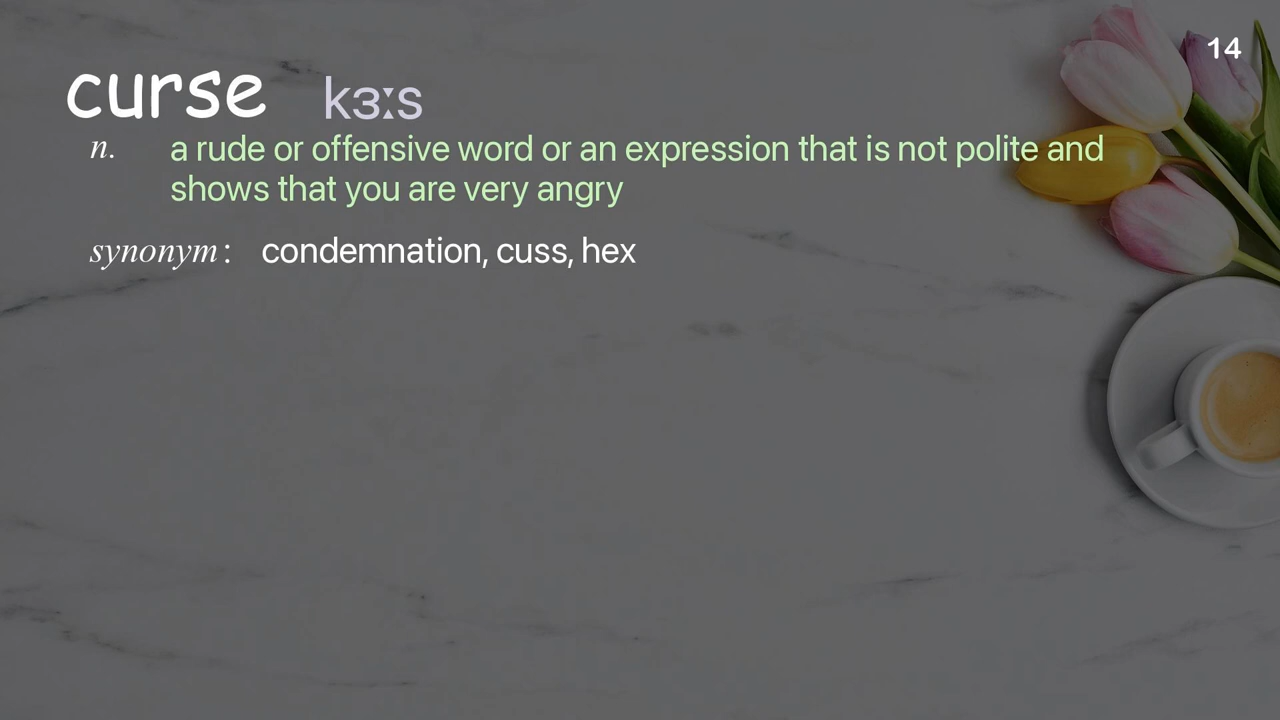 14
curse kɜːs
n. a rude or offensive word or an expression that is not polite and
shows that you are very angry
synonym: condemnation, cuss, hex